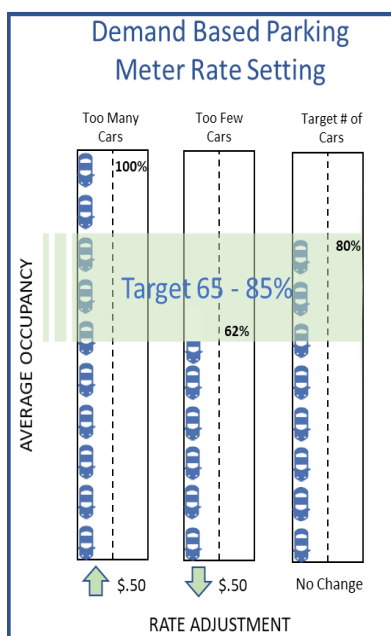 Demand Based Parking
Meter Rate Setting
Too Many
Cars
Too Few
Cars
Target # of
Cars
100%
80%
Target 65 - 85%
62%
AVERAGE OCCUPANCY
$.50
$.50
No Change
RATE ADJUSTMENT